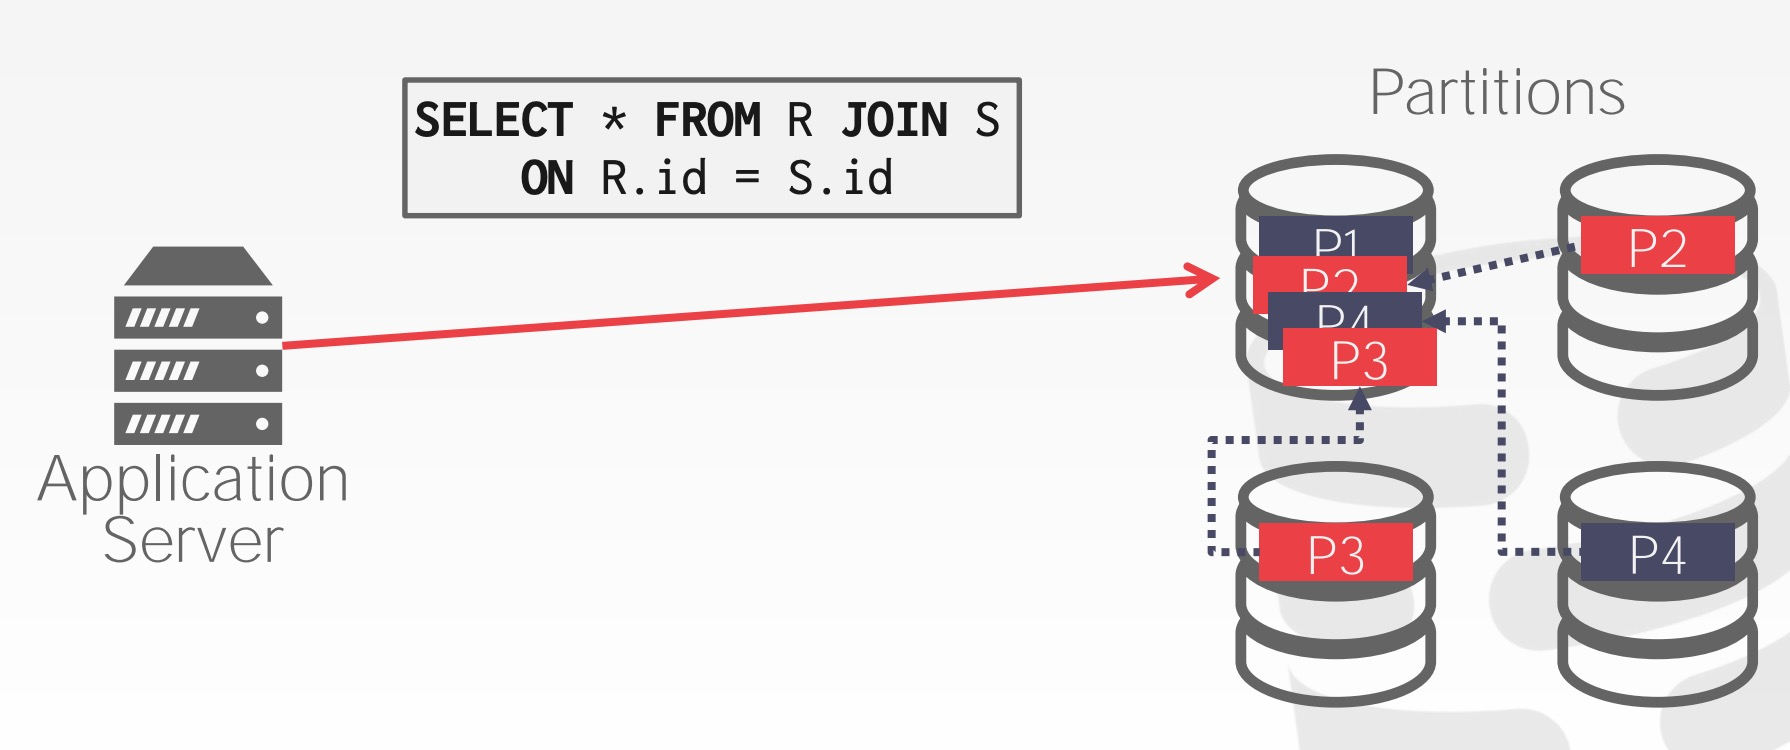 Partitions
SELECT * FROM R JOIN S
ON R.id = S.id
P1
P2
P4
P3
P2
Application
Server
P3
P4